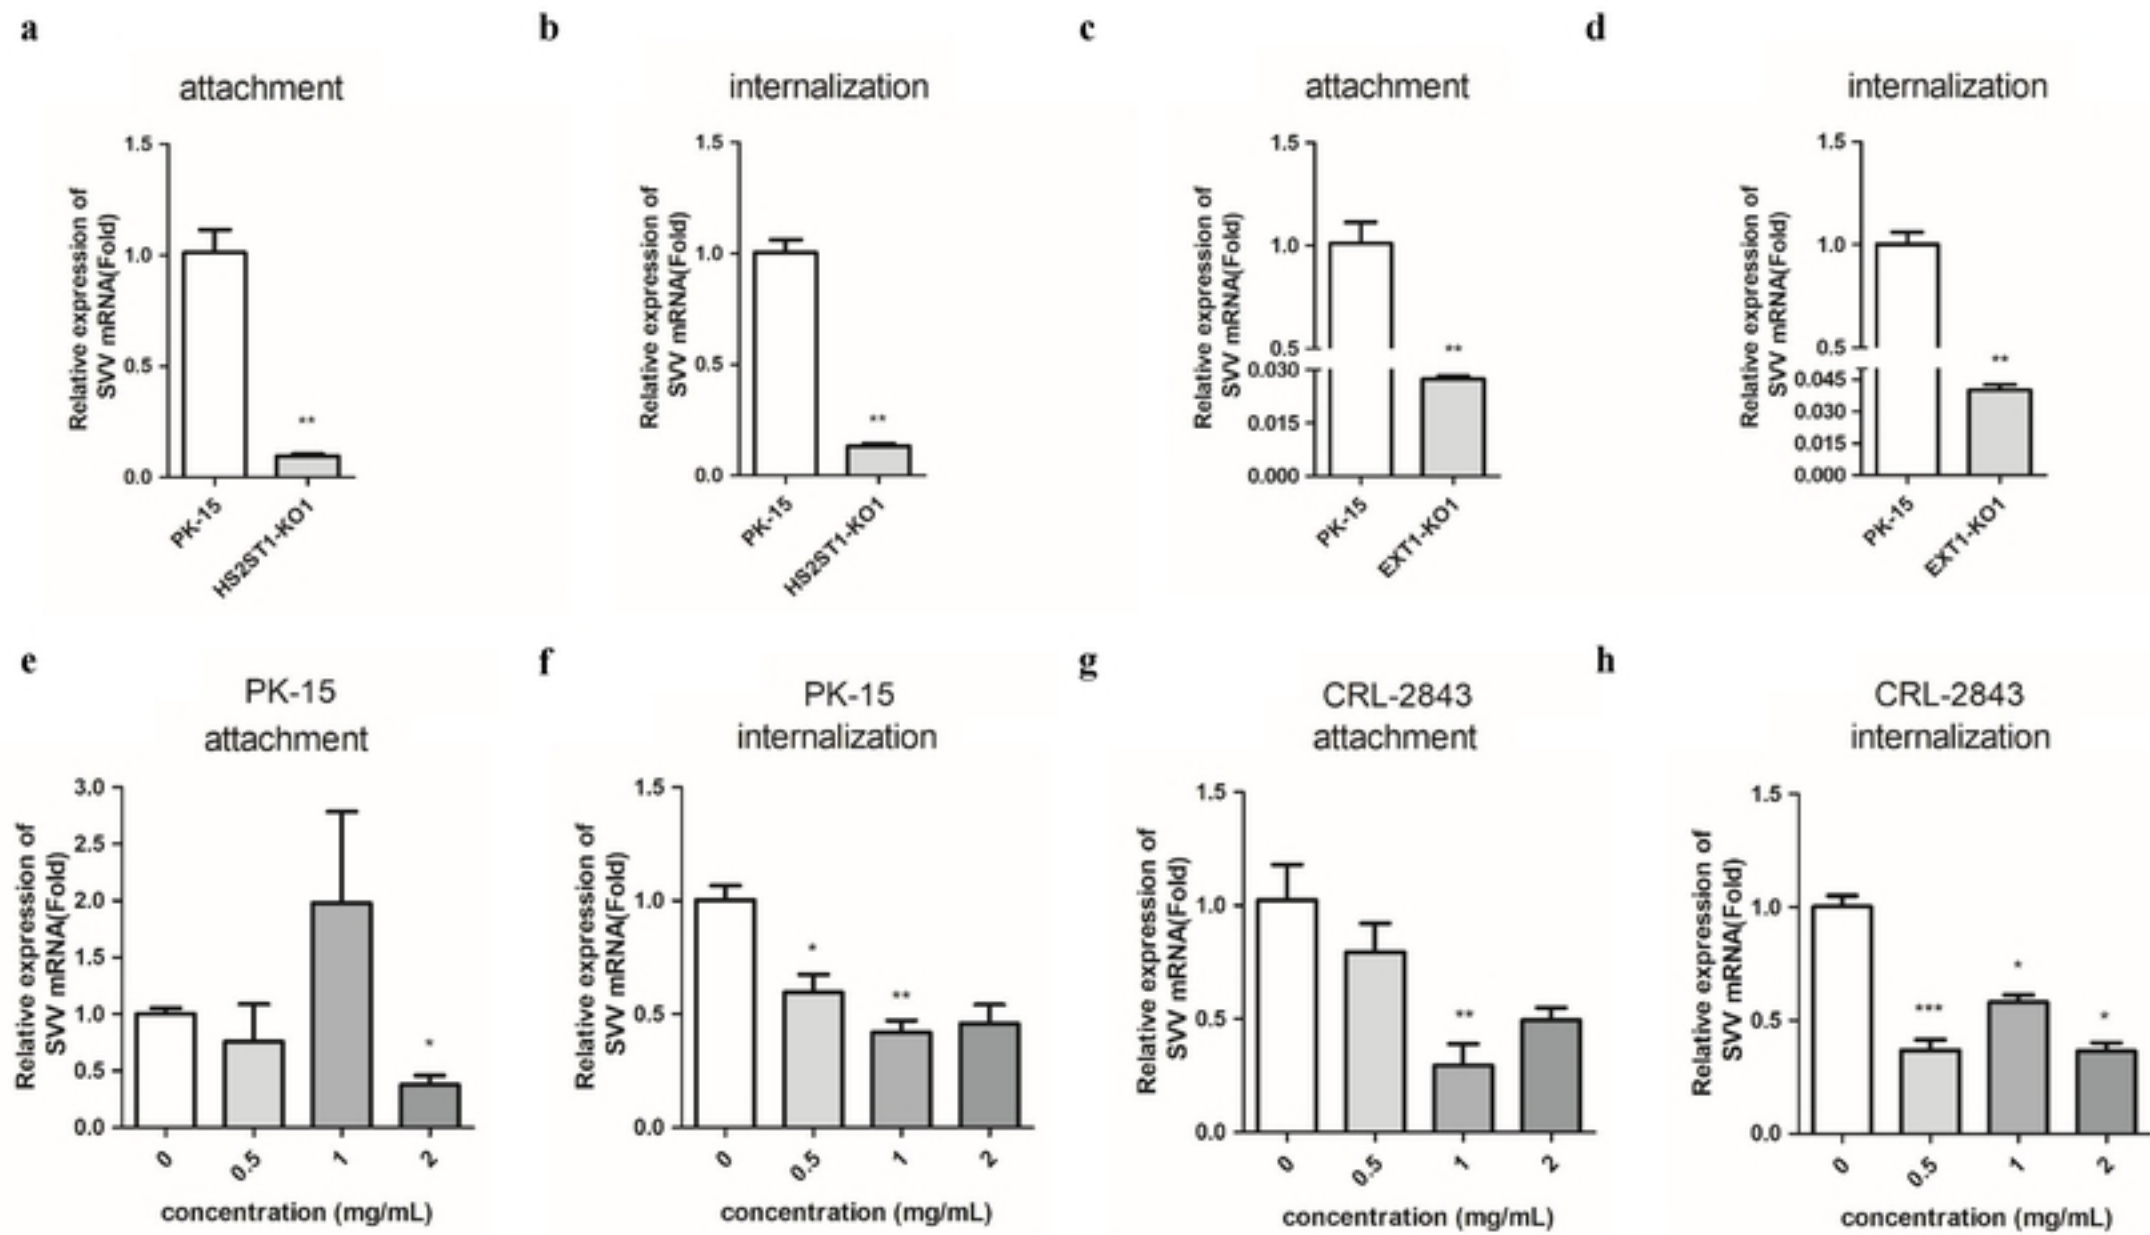 a
attachment
Relative expression of
SVV mRNA(Fold)
1.5
1.0
0.5
0.0
**
PK-15
HS2ST1-KO1
b
internalization
Relative expression of
SVV mRNA(Fold)
1.5
1.0
0.5
0.0
**
PK-15
HS2ST1-KO1
c
attachment
Relative expression of
SVV mRNA(Fold)
1.5
1.0
0.5
0.030
0.015
0.000
**
PK-15
EXT1-KO1
d
internalization
Relative expression of
SVV mRNA(Fold)
1.5
1.0
0.5
0.045
0.030
0.015
0.000
**
PK-15
EXT1-KO1
e
PK-15
attachment
Relative expression of
SVV mRNA(Fold)
3.0
2.5
2.0
1.5
1.0
0.5
0.0
*
0 0.5 1 2
concentration (mg/mL)
f
PK-15
internalization
Relative expression of
SVV mRNA(Fold)
1.5
1.0
0.5
0.0
*
**
0 0.5 1 2
concentration (mg/mL)
g
CRL-2843
attachment
Relative expression of
SVV mRNA(Fold)
1.5
1.0
0.5
0.0
**
0 0.5 1 2
concentration (mg/mL)
h
CRL-2843
internalization
Relative expression of
SVV mRNA(Fold)
1.5
1.0
0.5
0.0
***
*
*
0 0.5 1 2
concentration (mg/mL)